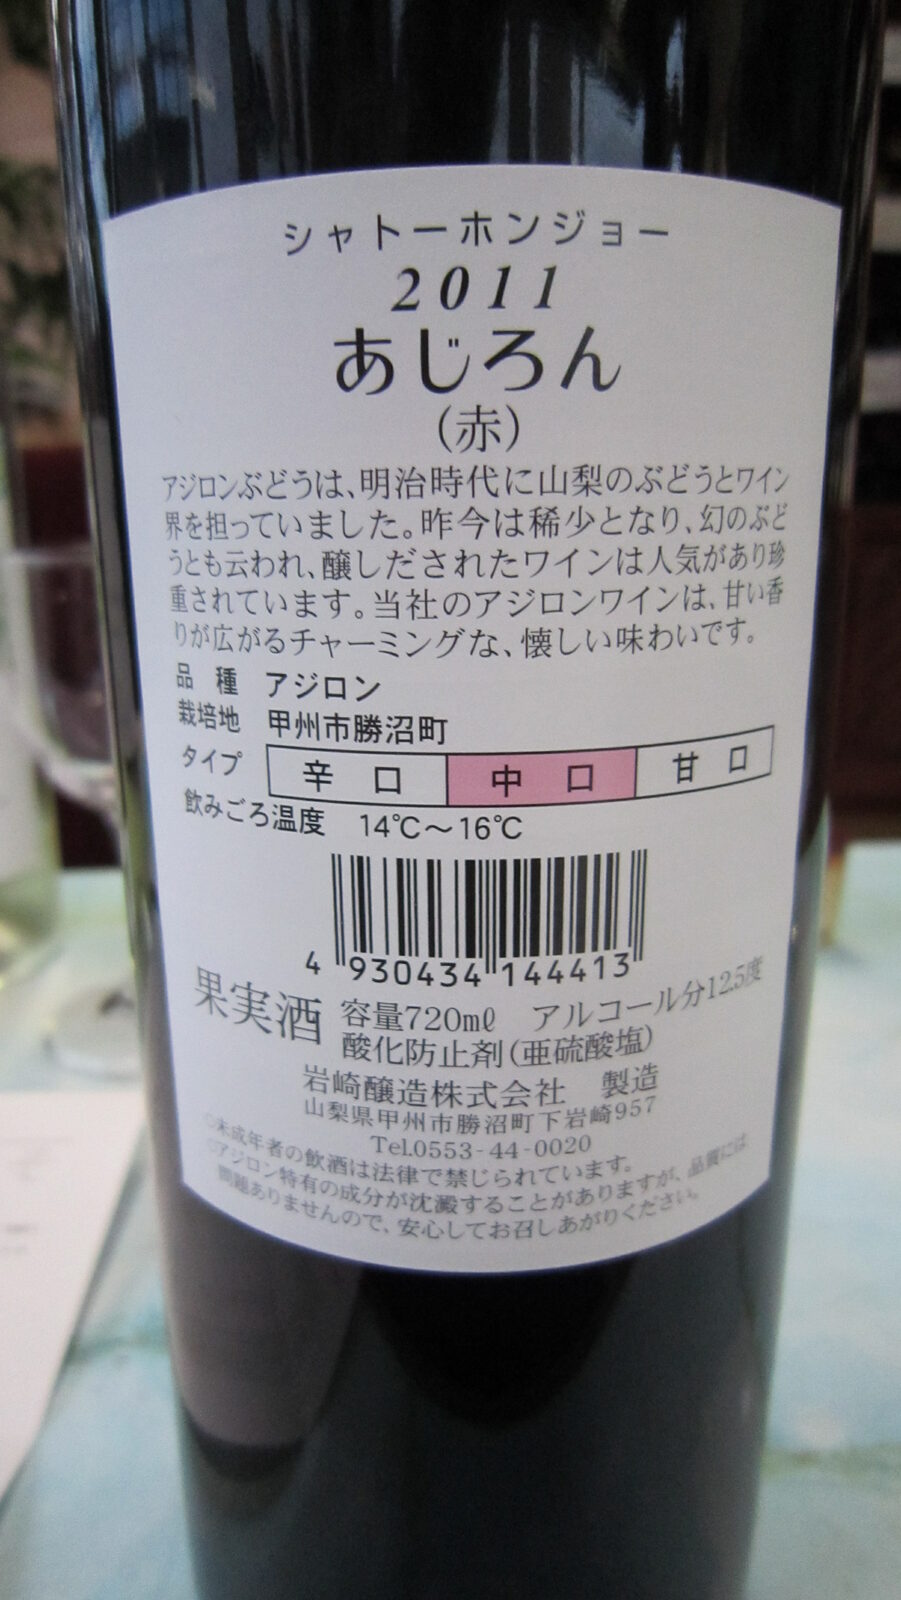 シャトーホンジョー
2011
あじろん
(赤)
アジロンぶどうは、明治時代に山梨のぶどうとワイン
界を担っていました。昨今は稀少となり、幻のぶど
うとも云われ、醸しだされたワインは人気があり珍
重されています。当社のアジロンワインは、甘い香
りが広がるチャーミングな、懐しい味わいです。
品 種 アジロン
栽培地 甲州市勝沼町
タイプ 辛 口 中 口 甘 口
飲みごろ温度 14℃〜16℃
4 930434 144413
果実酒 容量720mℓ アルコール分12.5度
酸化防止剤(亜硫酸塩)
岩崎醸造株式会社 製造
山梨県甲州市勝沼町下岩崎957
Tel.0553-44-0020
○未成年者の飲酒は法律で禁じられています。
○アジロン特有の成分が沈澱することがありますが、品質には
問題ありませんので、安心してお召しあがりください。